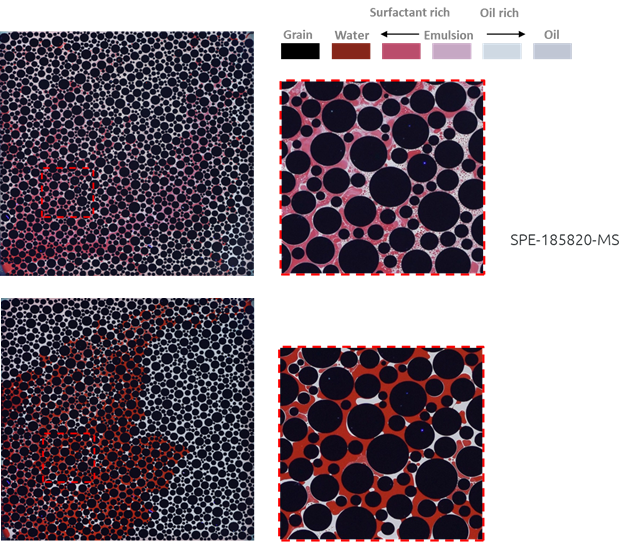 Surfactant rich Oil rich
Grain Water Emulsion Oil
SPE-185820-MS